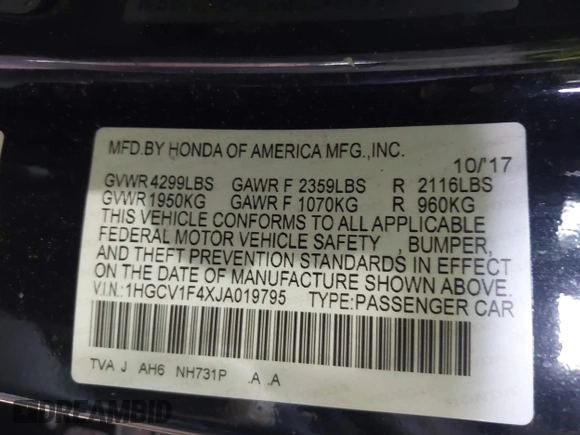 MFD.BY HONDA OF AMERICA MFG.,INC.
10/'17
GVWR 4299LBS GAWR F 2359LBS R 2116LBS
GVWR 1950KG GAWR F 1070KG R 960KG
THIS VEHICLE CONFORMS TO ALL APPLICABLE
FEDERAL MOTOR VEHICLE SAFETY , BUMPER,
AND THEFT PREVENTION STANDARDS IN EFFECT
ON THE DATE OF MANUFACTURE SHOWN ABOVE.
V.I.N.:1HGCV1F4XJA019795 TYPE:PASSENGER CAR
TVA J AH6 NH731P .A .A
DREAMBID